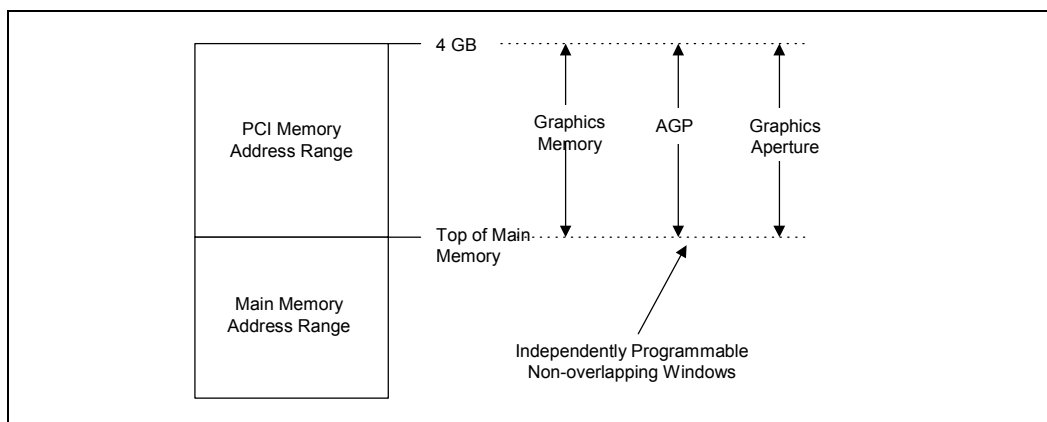 4 GB
PCI Memory
Address Range
Graphics
Memory
AGP
Graphics
Aperture
Top of Main
Memory
Main Memory
Address Range
Independently Programmable
Non-overlapping Windows